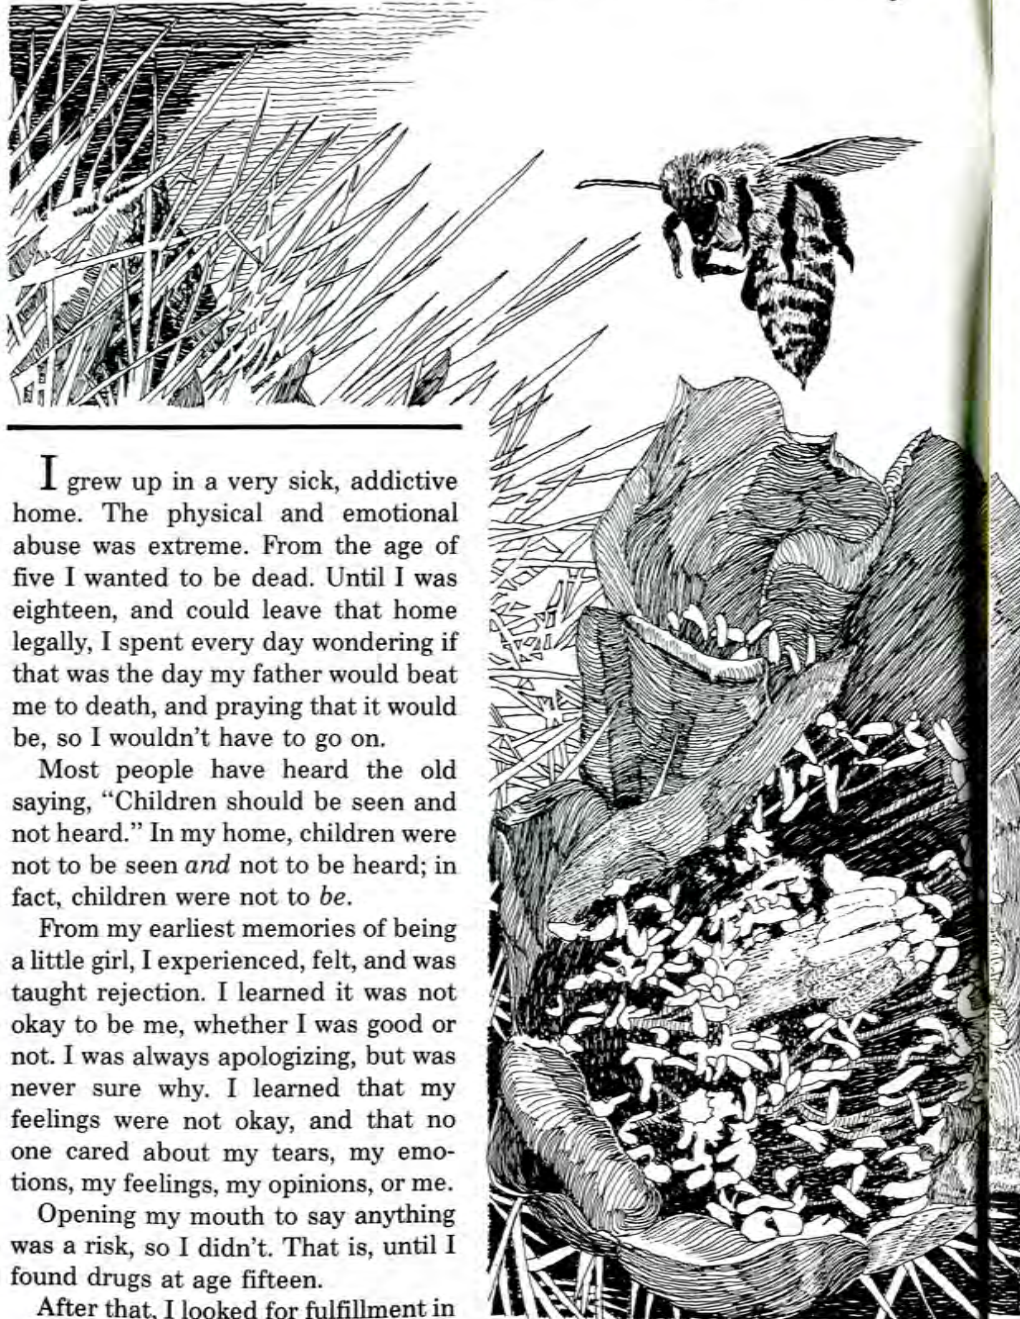 I grew up in a very sick, addictive
home. The physical and emotional
abuse was extreme. From the age of
five I wanted to be dead. Until I was
eighteen, and could leave that home
legally, I spent every day wondering if
that was the day my father would beat
me to death, and praying that it would
be, so I wouldn't have to go on.
Most people have heard the old
saying, “Children should be seen and
not heard.” In my home, children were
not to be seen and not to be heard; in
fact, children were not to be.
From my earliest memories of being
a little girl, I experienced, felt, and was
taught rejection. I learned it was not
okay to be me, whether I was good or
not. I was always apologizing, but was
never sure why. I learned that my
feelings were not okay, and that no
one cared about my tears, my emo-
tions, my feelings, my opinions, or me.
Opening my mouth to say anything
was a risk, so I didn't. That is, until I
found drugs at age fifteen.
After that, I looked for fulfillment in